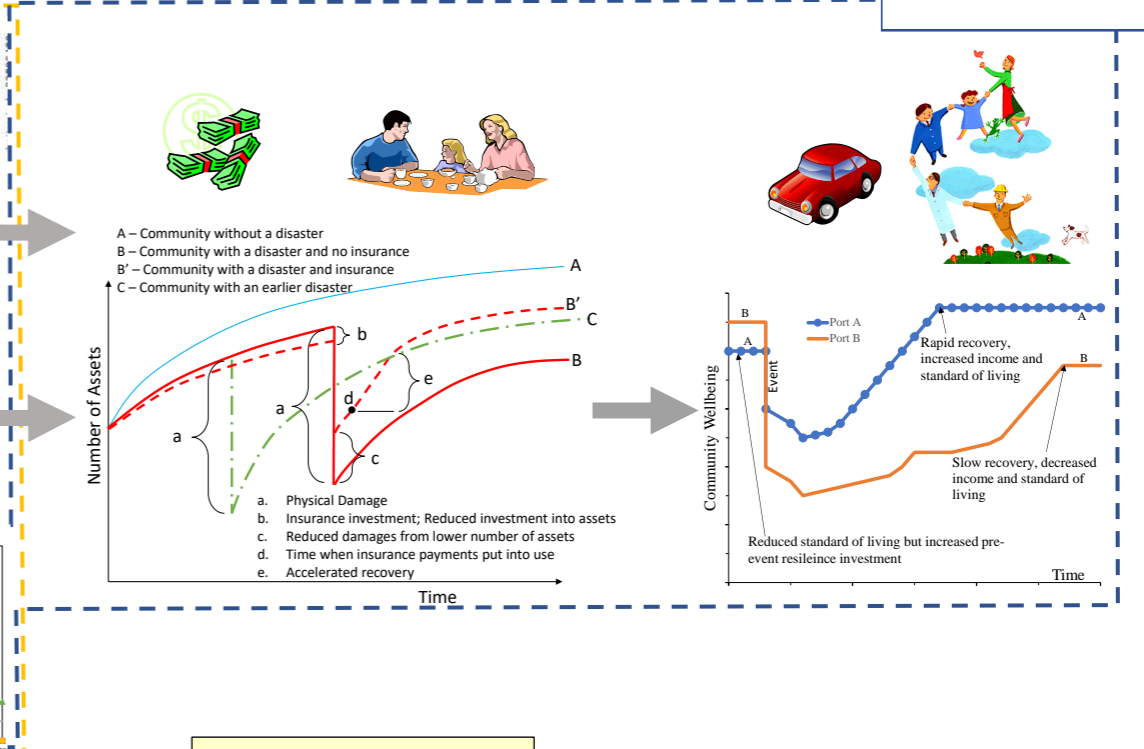 A – Community without a disaster
B – Community with a disaster and no insurance
B' – Community with a disaster and insurance
C – Community with an earlier disaster
A
B'
C
B
b
e
d
a
a
c
Number of Assets
a. Physical Damage
b. Insurance investment; Reduced investment into assets
c. Reduced damages from lower number of assets
d. Time when insurance payments put into use
e. Accelerated recovery
Time
B
A
Event
Port A
Port B
A
Rapid recovery,
increased income and
standard of living
B
Community Wellbeing
Slow recovery, decreased
income and standard of
living
Reduced standard of living but increased pre-
event resileince investment
Time